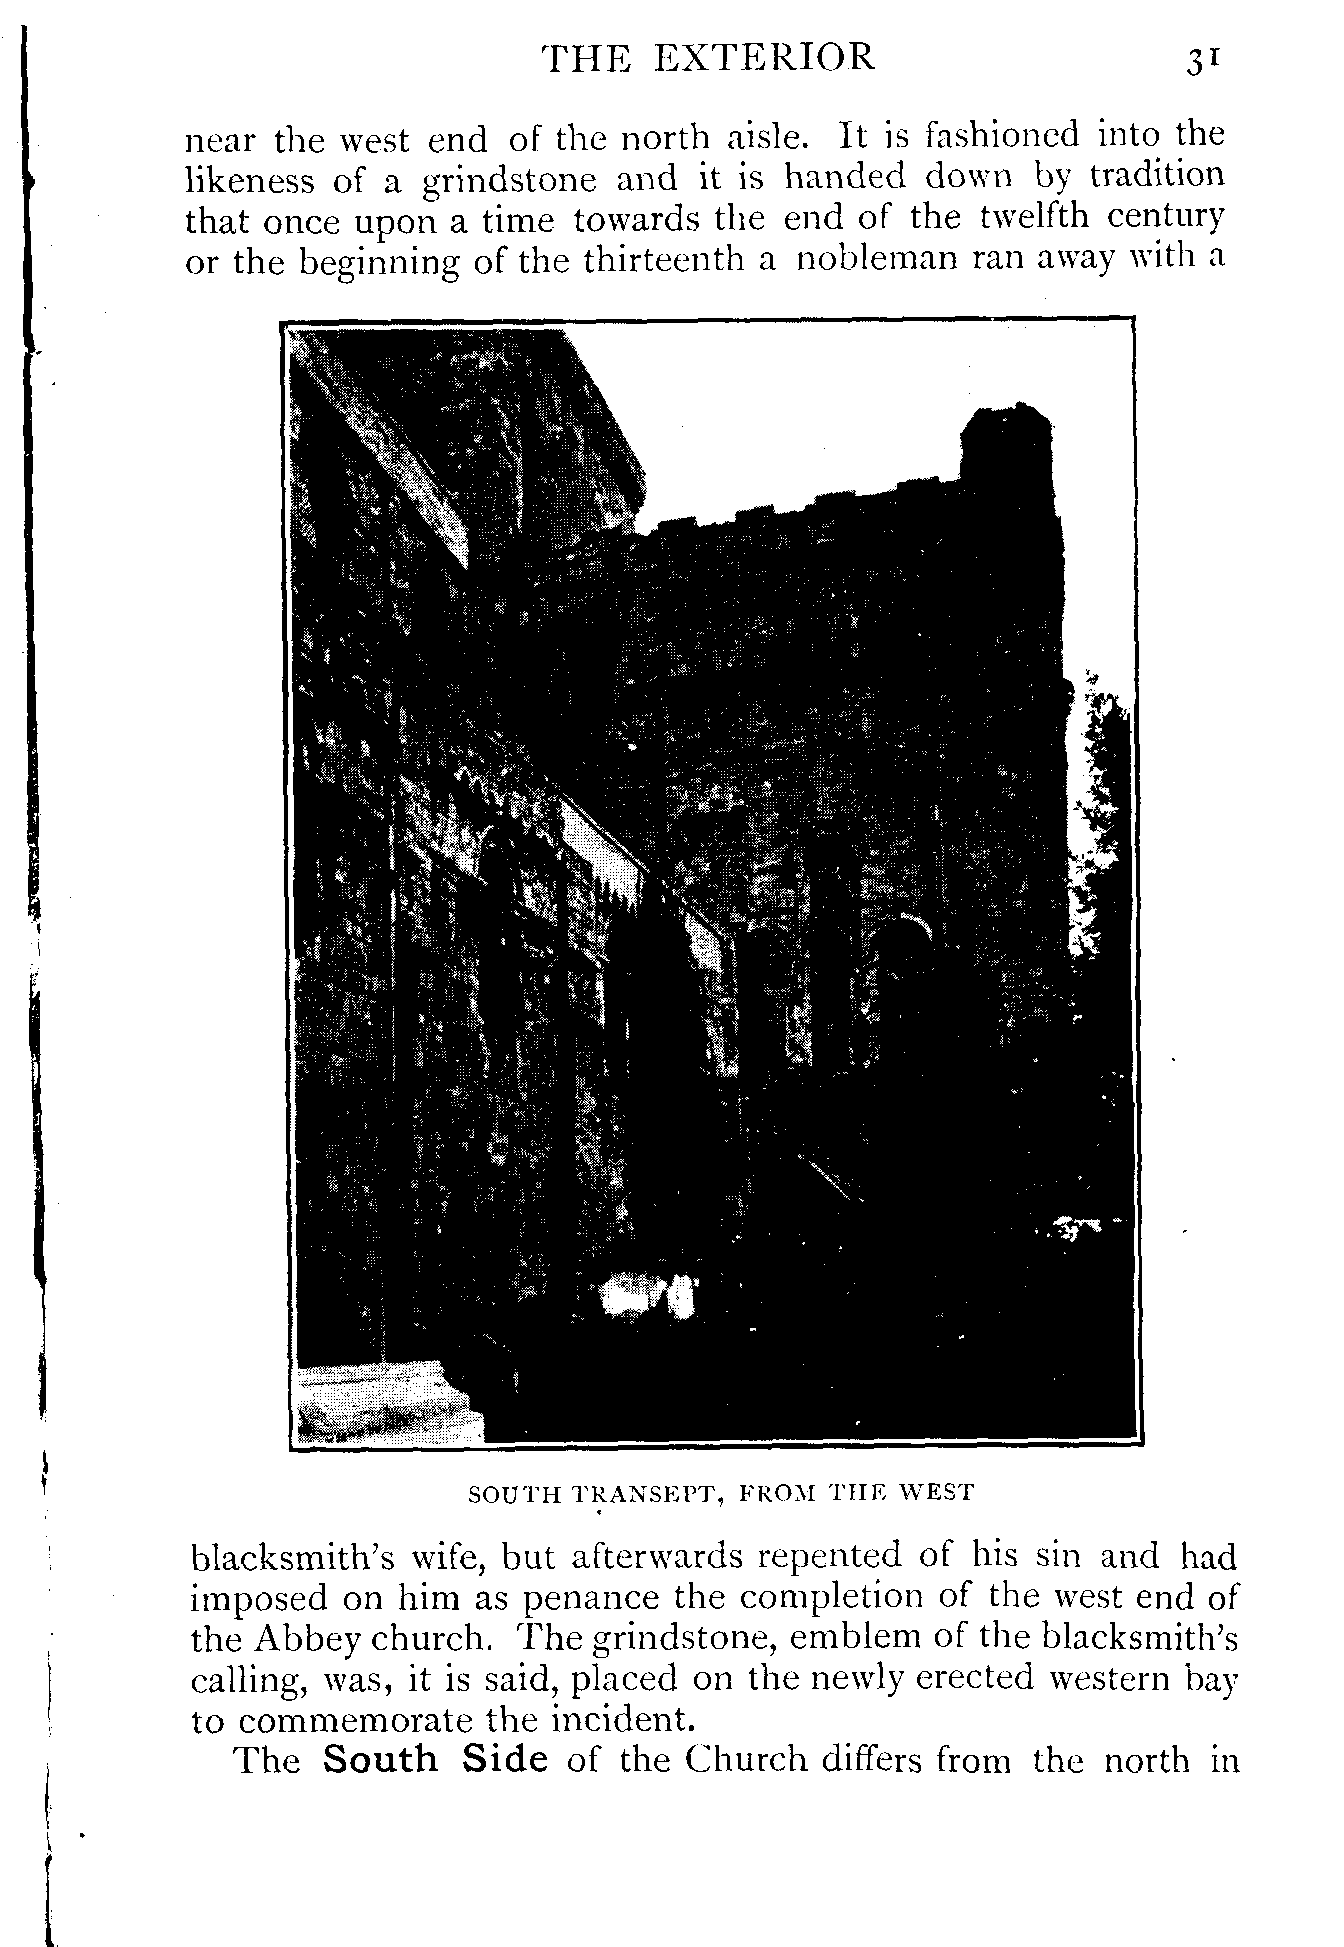 THE EXTERIOR 31
near the west end of the north aisle. It is fashioned into the
likeness of a grindstone and it is handed down by tradition
that once upon a time towards the end of the twelfth century
or the beginning of the thirteenth a nobleman ran away with a
SOUTH TRANSEPT, FROM THE WEST
blacksmith's wife, but afterwards repented of his sin and had
imposed on him as penance the completion of the west end of
the Abbey church. The grindstone, emblem of the blacksmith's
calling, was, it is said, placed on the newly erected western bay
to commemorate the incident.
The South Side of the Church differs from the north in